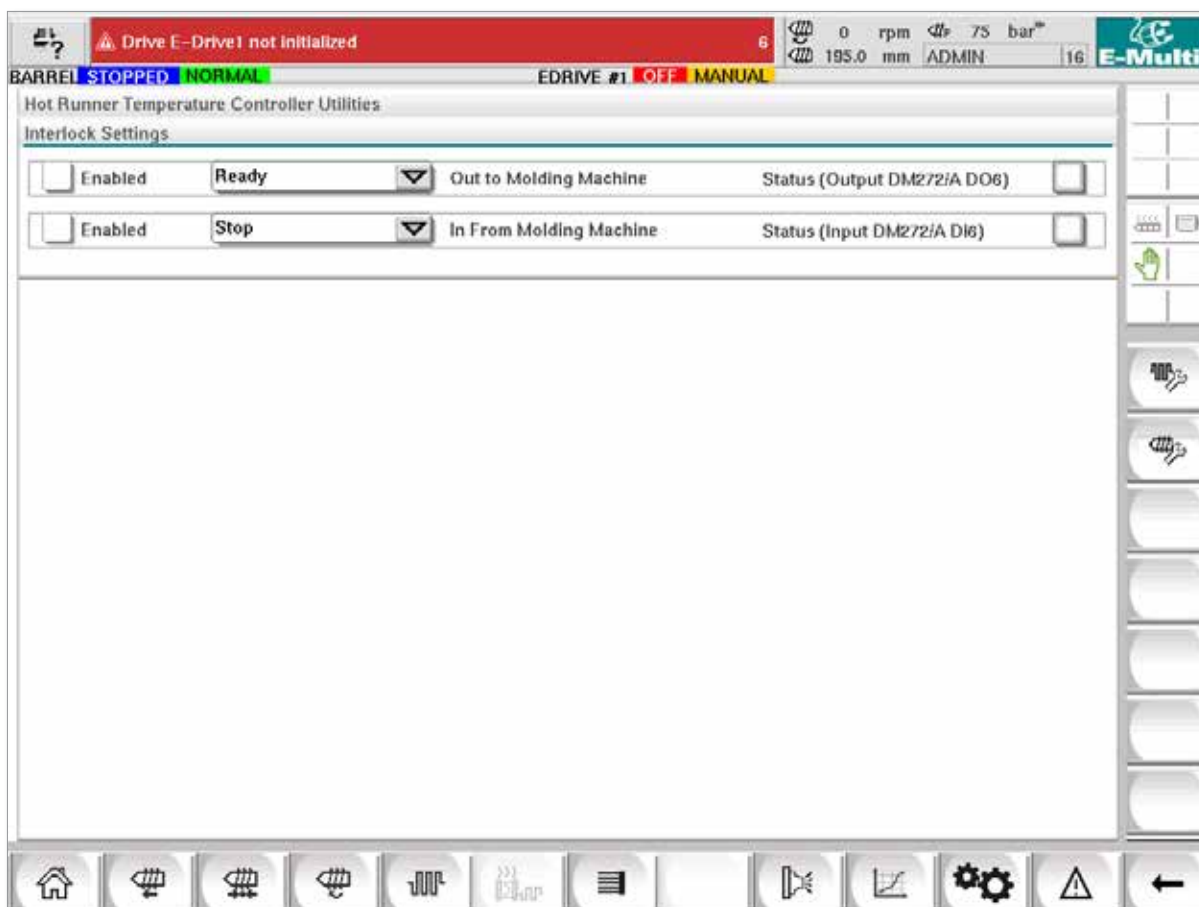 Drive E-Drive1 not initialized 6
0 rpm 75 bar
195.0 mm ADMIN 16
E-Multi
BARREL STOPPED NORMAL EDRIVE #1 OFF MANUAL
Hot Runner Temperature Controller Utilities
Interlock Settings
Enabled Ready Out to Molding Machine Status (Output DM272/A DO6)
Enabled Stop In From Molding Machine Status (Input DM272/A DI6)